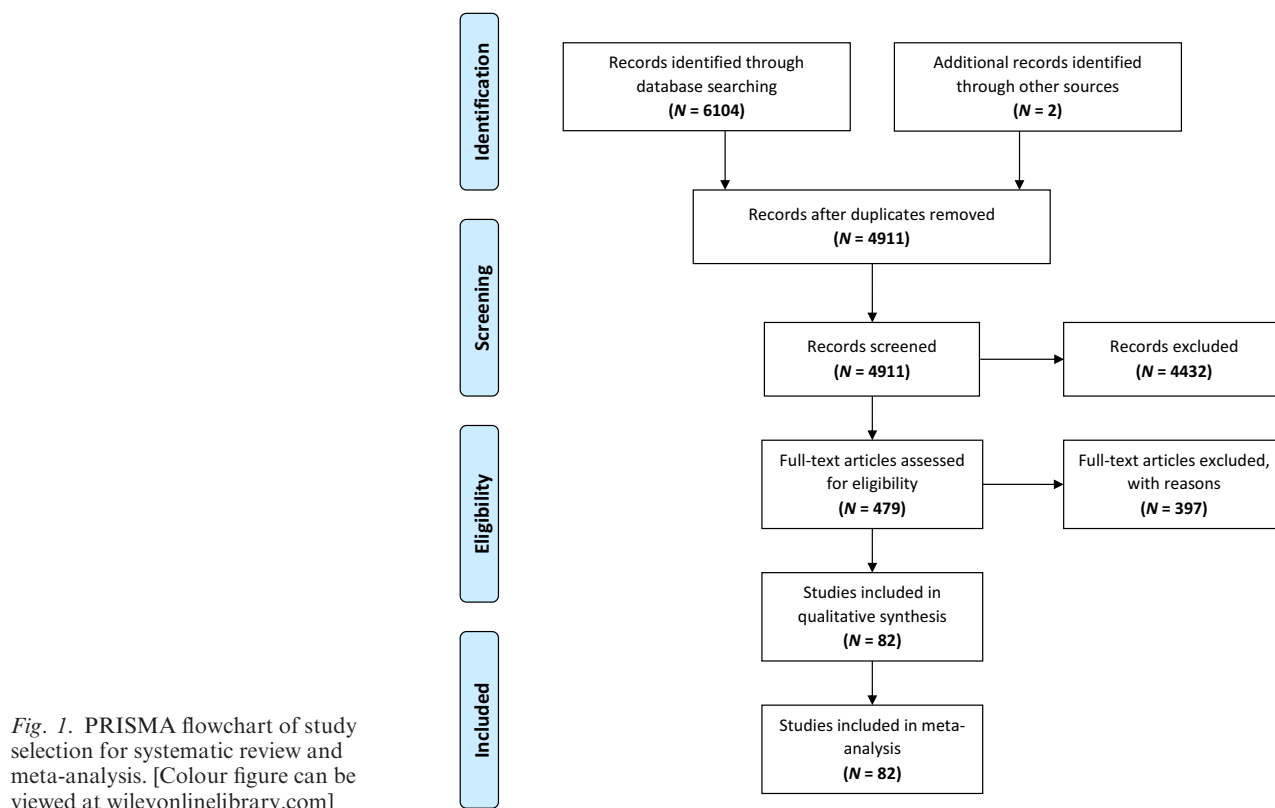 Identification
Records identified through
database searching
(N = 6104)
Additional records identified
through other sources
(N = 2)
Records after duplicates removed
(N = 4911)
Screening
Records screened
(N = 4911)
Records excluded
(N = 4432)
Eligibility
Full-text articles assessed
for eligibility
(N = 479)
Full-text articles excluded,
with reasons
(N = 397)
Studies included in
qualitative synthesis
(N = 82)
Included
Studies included in meta-
analysis
(N = 82)
Fig. 1. PRISMA flowchart of study
selection for systematic review and
meta-analysis. [Colour figure can be
viewed at wileyonlinelibrary.com]